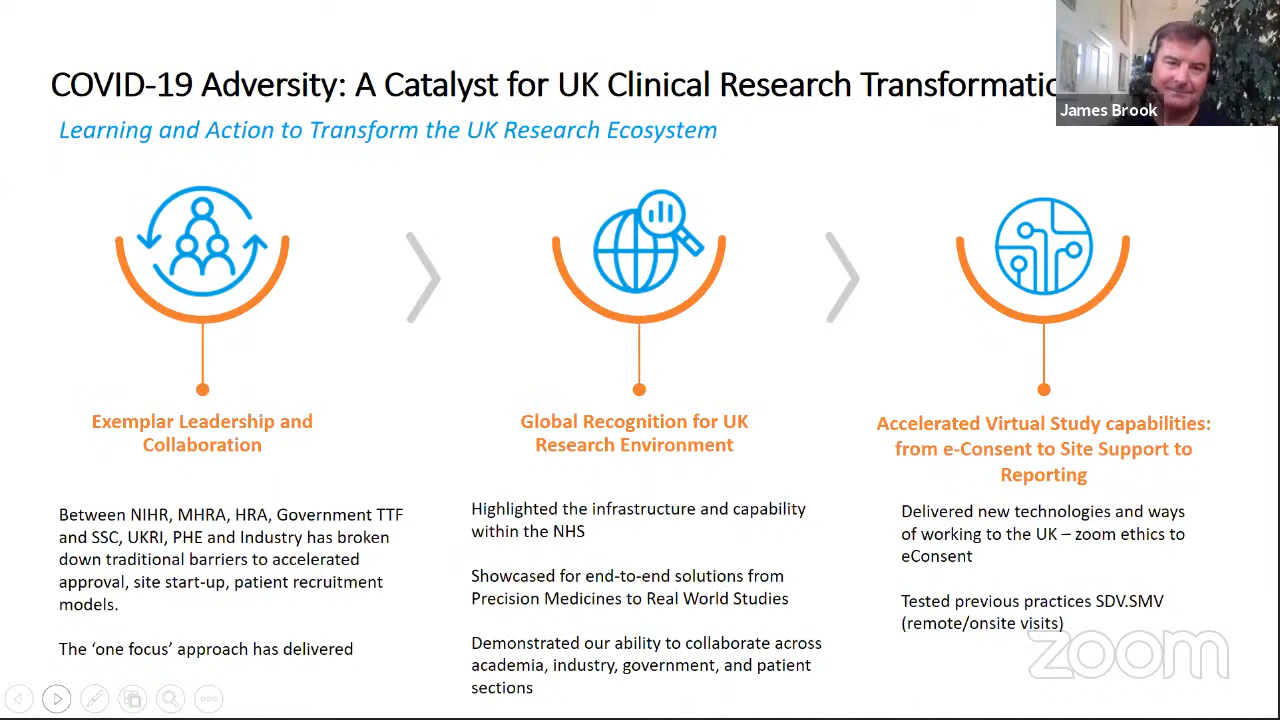 COVID-19 Adversity: A Catalyst for UK Clinical Research Transformatic
Learning and Action to Transform the UK Research Ecosystem
James Brook
Exemplar Leadership and
Collaboration
Between NIHR, MHRA, HRA, Government TTF
and SSC, UKRI, PHE and Industry has broken
down traditional barriers to accelerated
approval, site start-up, patient recruitment
models.
The ‘one focus’ approach has delivered
Global Recognition for UK
Research Environment
Highlighted the infrastructure and capability
within the NHS
Showcased for end-to-end solutions from
Precision Medicines to Real World Studies
Demonstrated our ability to collaborate across
academia, industry, government, and patient
sections
Accelerated Virtual Study capabilities:
from e-Consent to Site Support to
Reporting
Delivered new technologies and ways
of working to the UK – zoom ethics to
eConsent
Tested previous practices SDV.SMV
(remote/onsite visits)
zoom